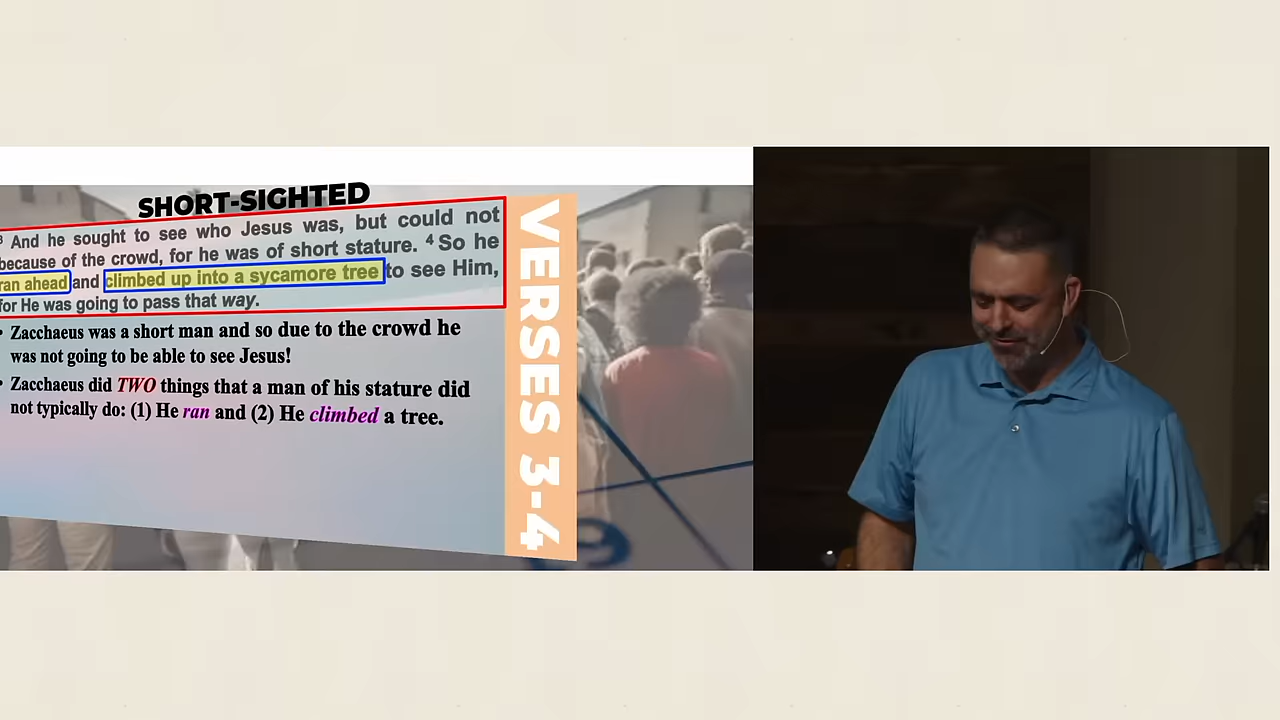 SHORT-SIGHTED
3 And he sought to see who Jesus was, but could not
because of the crowd, for he was of short stature. 4 So he
ran ahead and climbed up into a sycamore tree to see Him,
for He was going to pass that way.
• Zacchaeus was a short man and so due to the crowd he
was not going to be able to see Jesus!
• Zacchaeus did TWO things that a man of his stature did
not typically do: (1) He ran and (2) He climbed a tree.
VERSES 3-4